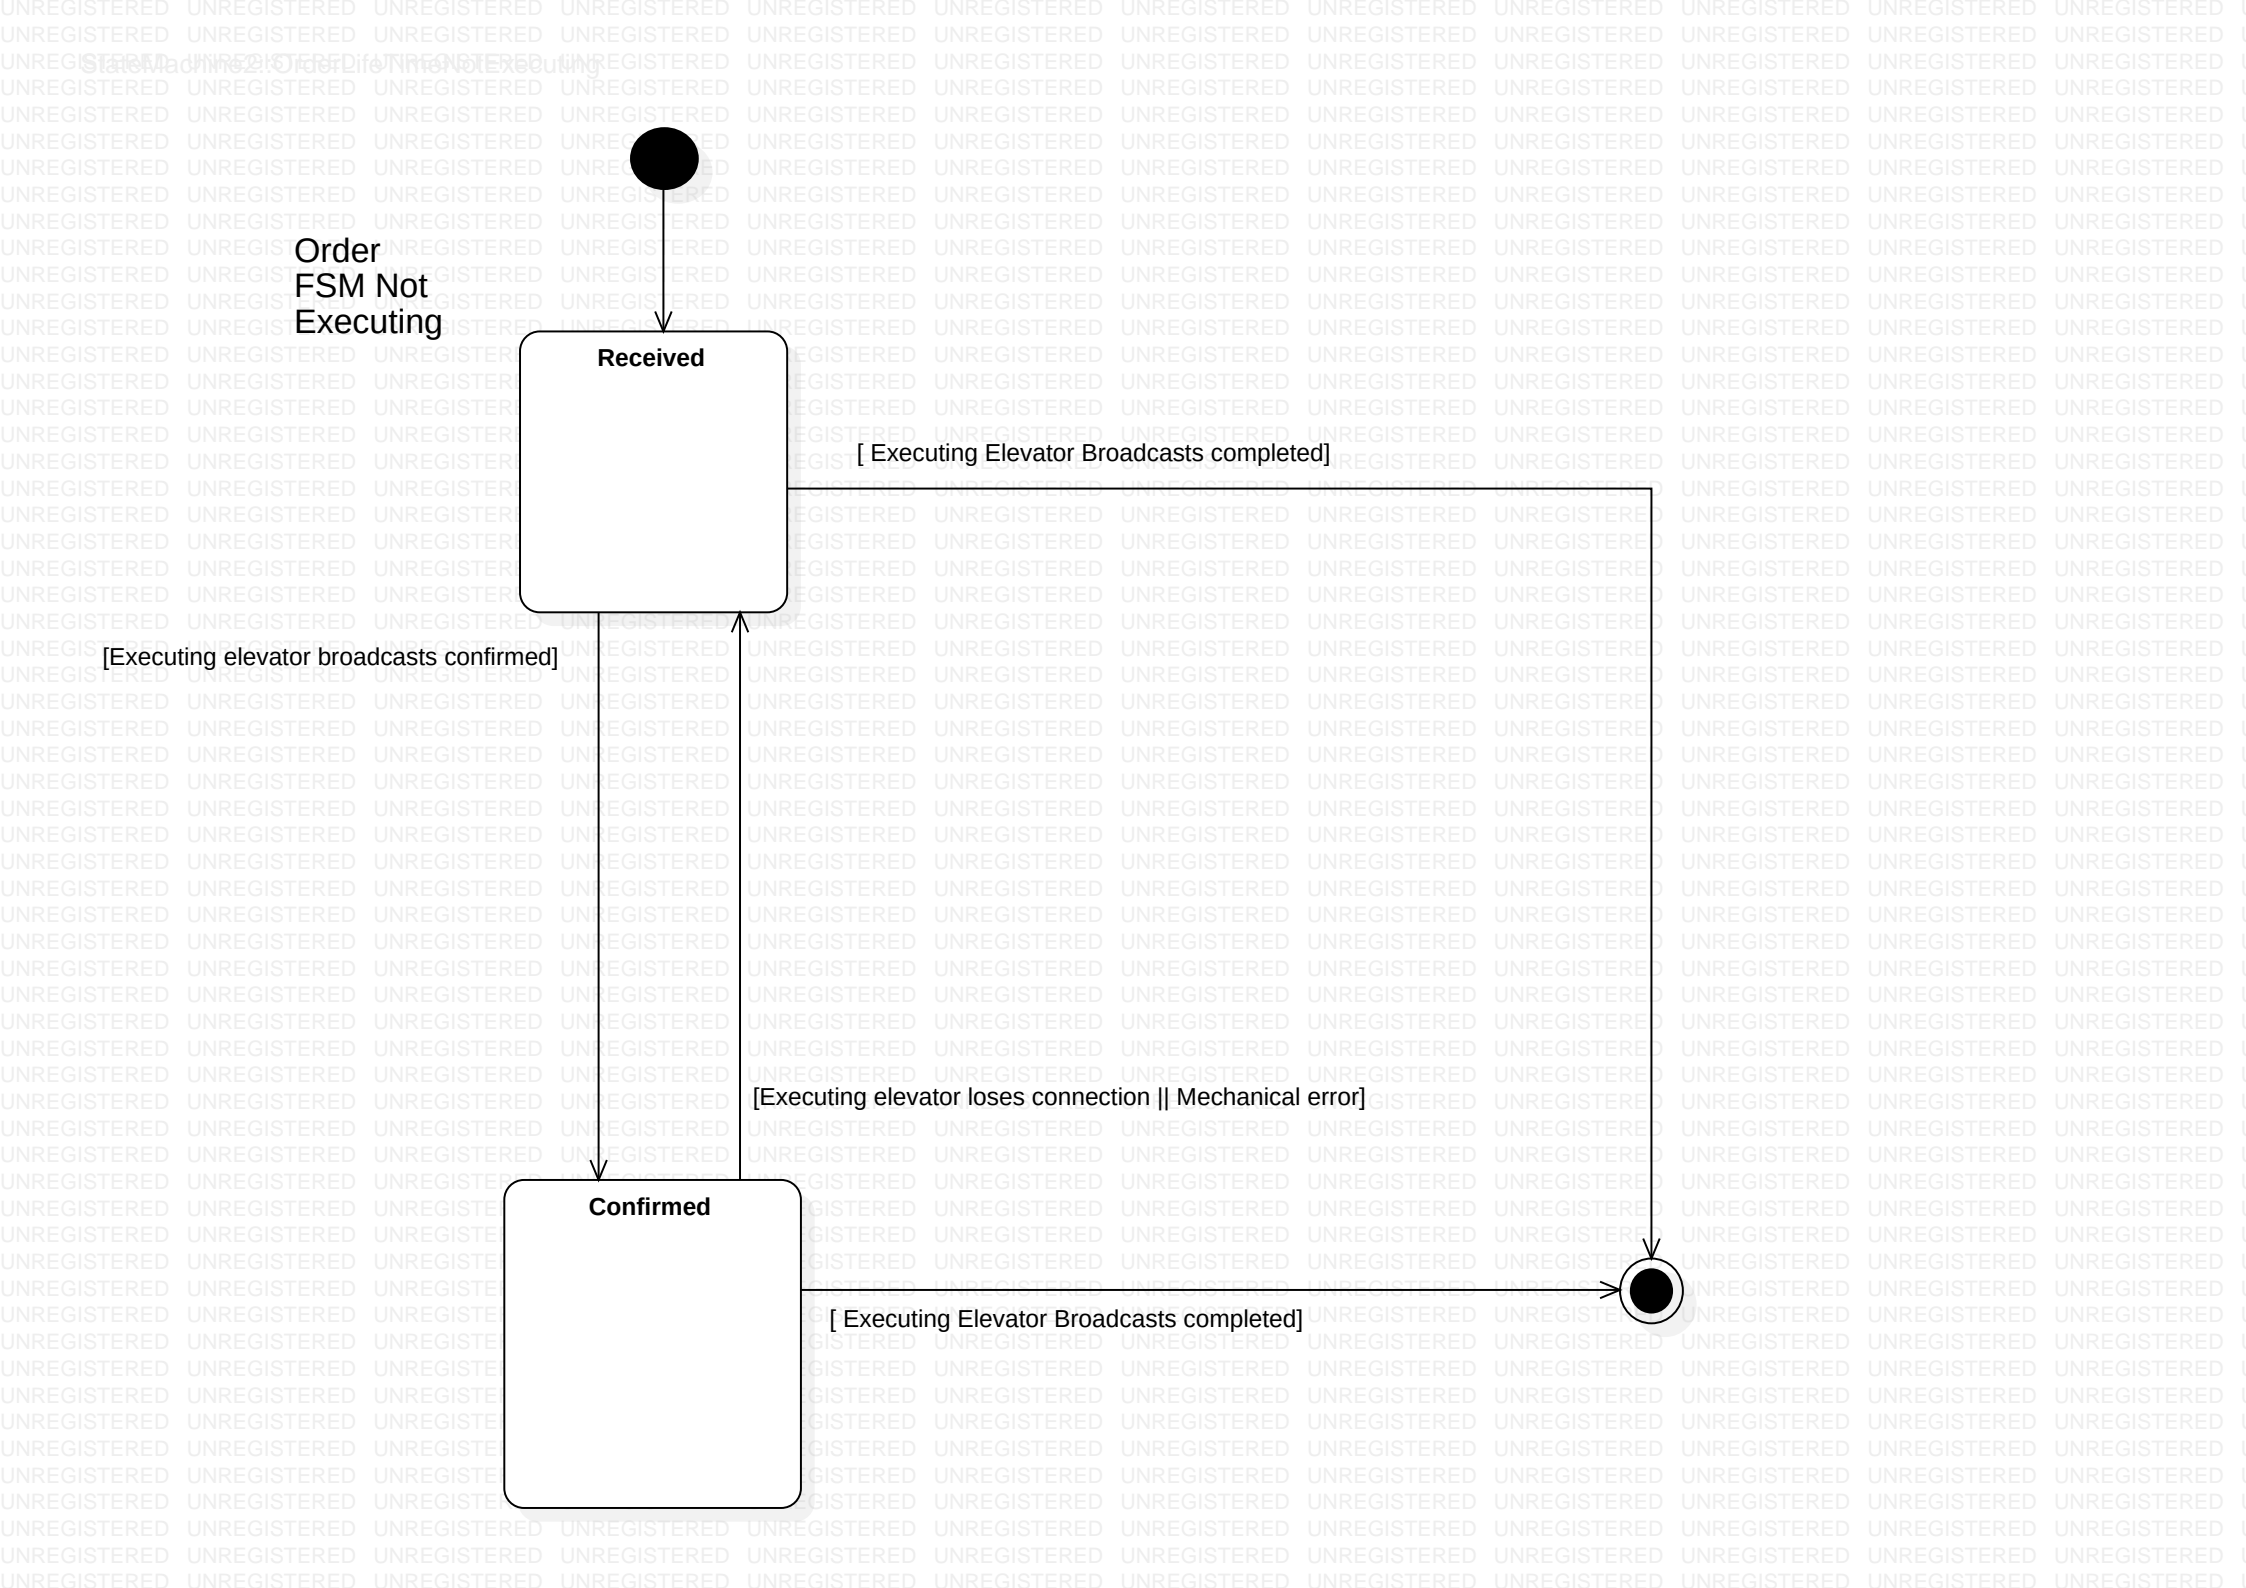 StateMachine2::OrderLifeTimeNotExecuting
Order
FSM Not
Executing
Received
[ Executing Elevator Broadcasts completed]
[Executing elevator broadcasts confirmed]
[Executing elevator loses connection || Mechanical error]
Confirmed
[ Executing Elevator Broadcasts completed]
UNREGISTERED